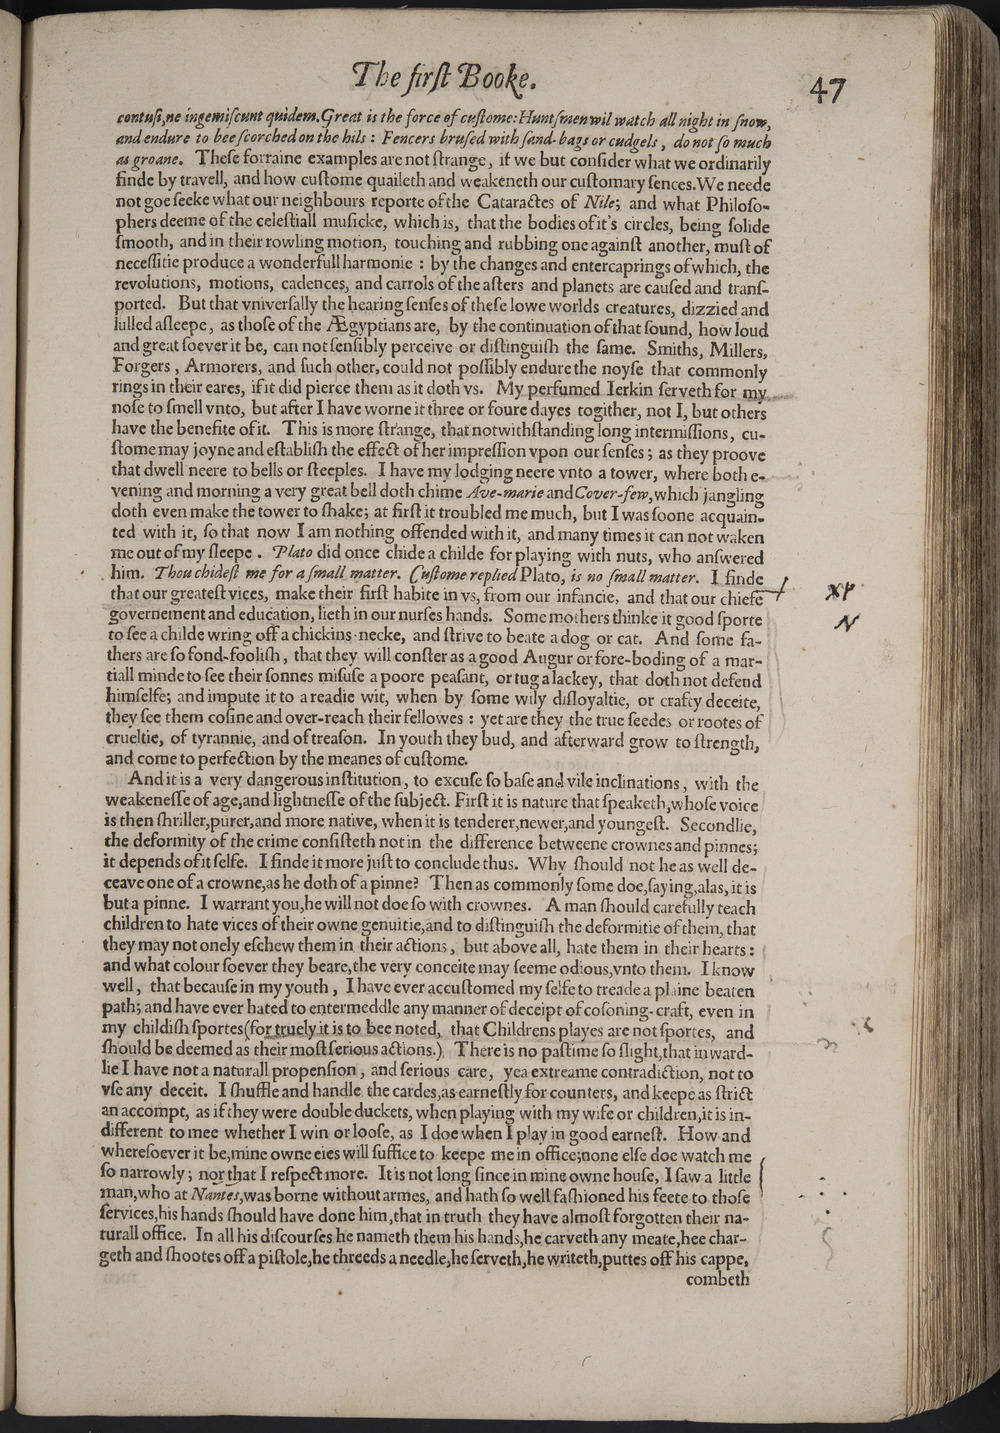 The firſt Booke.
47
contuſi, ne ingemiſcunt quidem. Great is the force of cuſtome: Huntſmen wil watch all night in ſnow,
and endure to bee ſcorched on the hils : Fencers bruſed with ſand-bags or cudgels , do not ſo much
as groane. Theſe forraine examples are not ſtrange, if we but conſider what we ordinarily
finde by travell, and how cuſtome quaileth and weakeneth our cuſtomary ſences. We neede
not goe ſeeke what our neighbours reporte of the Cataractes of Nile; and what Philoſo-
phers deeme of the celeſtiall muſicke, which is, that the bodies of it's circles, being ſolide
ſmooth, and in their rowling motion, touching and rubbing one againſt another, muſt of
neceſſitie produce a wonderfull harmonie : by the changes and entercaprings of which, the
revolutions, motions, cadences, and carrols of the aſters and planets are cauſed and tranſ-
ported. But that vniverſally the hearing ſenſes of theſe lowe worlds creatures, dizzied and
lulled aſleepe, as thoſe of the Ægyptians are, by the continuation of that ſound, how loud
and great ſoever it be, can not ſenſibly perceive or diſtinguiſh the ſame. Smiths, Millers,
Forgers , Armorers, and ſuch other, could not poſſibly endure the noyſe that commonly
rings in their eares, if it did pierce them as it doth vs. My perfumed Ierkin ſerveth for my
noſe to ſmell vnto, but after I have worne it three or foure dayes togither, not I, but others
have the benefite of it. This is more ſtrange, that notwithſtanding long intermiſſions, cu-
ſtome may joyne and eſtabliſh the effect of her impreſſion vpon our ſenſes ; as they proove
that dwell neere to bells or ſteeples. I have my lodging neere vnto a tower, where both e-
vening and morning a very great bell doth chime Ave-marie and Cover-few, which jangling
doth even make the tower to ſhake; at firſt it troubled me much, but I was ſoone acquain-
ted with it, ſo that now I am nothing offended with it, and many times it can not waken
me out of my ſleepe . Plato did once chide a childe for playing with nuts, who anſwered
him. Thou chideſt me for a ſmall matter. Cuſtome replied Plato, is no ſmall matter. I finde
that our greateſt vices, make their firſt habite in vs, from our infancie, and that our chiefe
governement and education, lieth in our nurſes hands. Some mothers thinke it good ſporte
N
to ſee a childe wring off a chickins necke, and ſtrive to beate a dog or cat. And ſome fa-
thers are ſo fond-fooliſh, that they will conſter as a good Augur or fore-boding of a mar-
tiall minde to ſee their ſonnes miſuſe a poore peaſant, or tug a lackey, that doth not defend
himſelfe; and impute it to a readie wit, when by ſome wily diſloyaltie, or crafty deceite,
they ſee them coſine and over-reach their fellowes : yet are they the true ſeedes or rootes of
crueltie, of tyrannie, and of treaſon. In youth they bud, and afterward grow to ſtrength,
and come to perfection by the meanes of cuſtome.
And it is a very dangerous inſtitution, to excuſe ſo baſe and vile inclinations, with the
weakeneſſe of age, and lightneſſe of the ſubject. Firſt it is nature that ſpeaketh, whoſe voice
is then ſhriller, purer, and more native, when it is tenderer, newer, and youngeſt. Secondlie,
the deformity of the crime conſiſteth not in the difference betweene crownes and pinnes;
it depends of it ſelfe. I finde it more juſt to conclude thus. Why ſhould not he as well de-
ceave one of a crowne, as he doth of a pinne? Then as commonly ſome doe, ſaying, alas, it is
but a pinne. I warrant you, he will not doe ſo with crownes. A man ſhould carefully teach
children to hate vices of their owne genuitie, and to diſtinguiſh the deformitie of them, that
they may not onely eſchew them in their actions, but above all, hate them in their hearts :
and what colour ſoever they beare, the very conceite may ſeeme odious, vnto them. I know
well, that becauſe in my youth , I have ever accuſtomed my ſelfe to treade a plaine beaten
path; and have ever hated to entermeddle any manner of deceipt of coſoning-craft, even in
my childiſh ſportes (for truely it is to bee noted, that Childrens playes are not ſportes, and
ſhould be deemed as their moſt ſerious actions.) There is no paſtime ſo ſlight, that inward-
lie I have not a naturall propenſion, and ſerious care, yea extreame contradiction, not to
vſe any deceit. I ſhuffle and handle the cardes, as earneſtly for counters, and keepe as ſtrict
an accompt, as if they were double duckets, when playing with my wife or children, it is in-
different to mee whether I win or looſe, as I doe when I play in good earneſt. How and
whereſoever it be, mine owne eies will ſuffice to keepe me in office; none elſe doe watch me
ſo narrowly ; nor that I reſpect more. It is not long ſince in mine owne houſe, I ſaw a little
man, who at Nantes, was borne without armes, and hath ſo well faſhioned his feete to thoſe
ſervices, his hands ſhould have done him, that in truth they have almoſt forgotten their na-
turall office. In all his diſcourſes he nameth them his hands, he carveth any meate, hee char-
geth and ſhootes off a piſtole, he threeds a needle, he ſerveth, he writeth, puttes off his cappe,
combeth